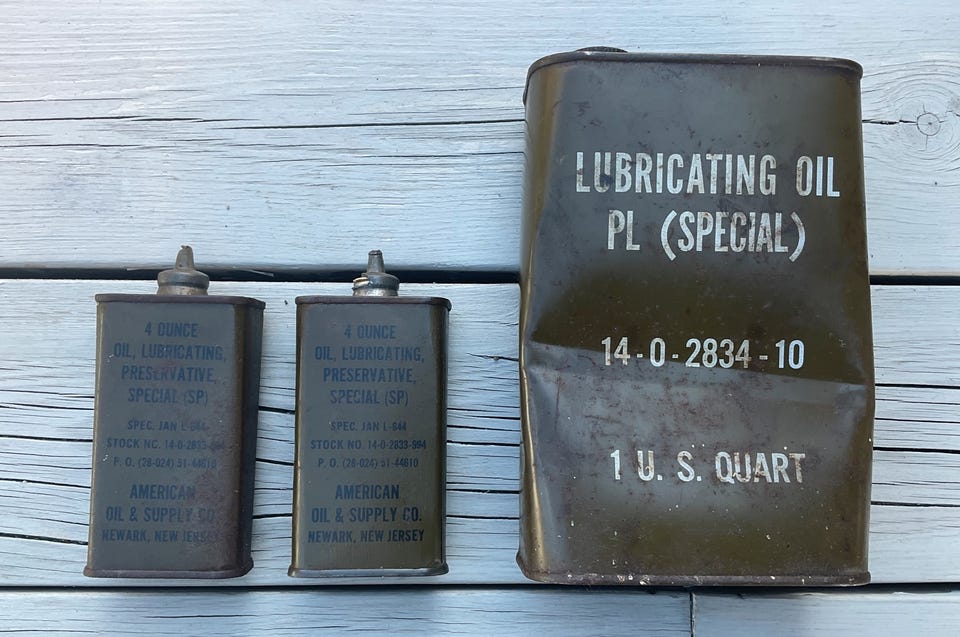 4 OUNCE
OIL, LUBRICATING,
PRESERVATIVE,
SPECIAL (SP)
SPEC. JAN L-644
STOCK NO. 14-0-2833-994
P. O. (28-024) 51-44610
AMERICAN
OIL & SUPPLY CO.
NEWARK, NEW JERSEY
4 OUNCE
OIL, LUBRICATING,
PRESERVATIVE,
SPECIAL (SP)
SPEC. JAN L-644
STOCK NO. 14-0-2833-994
P. O. (28-024) 51-44610
AMERICAN
OIL & SUPPLY CO.
NEWARK, NEW JERSEY
LUBRICATING OIL
PL (SPECIAL)
14-0-2834-10
1 U. S. QUART